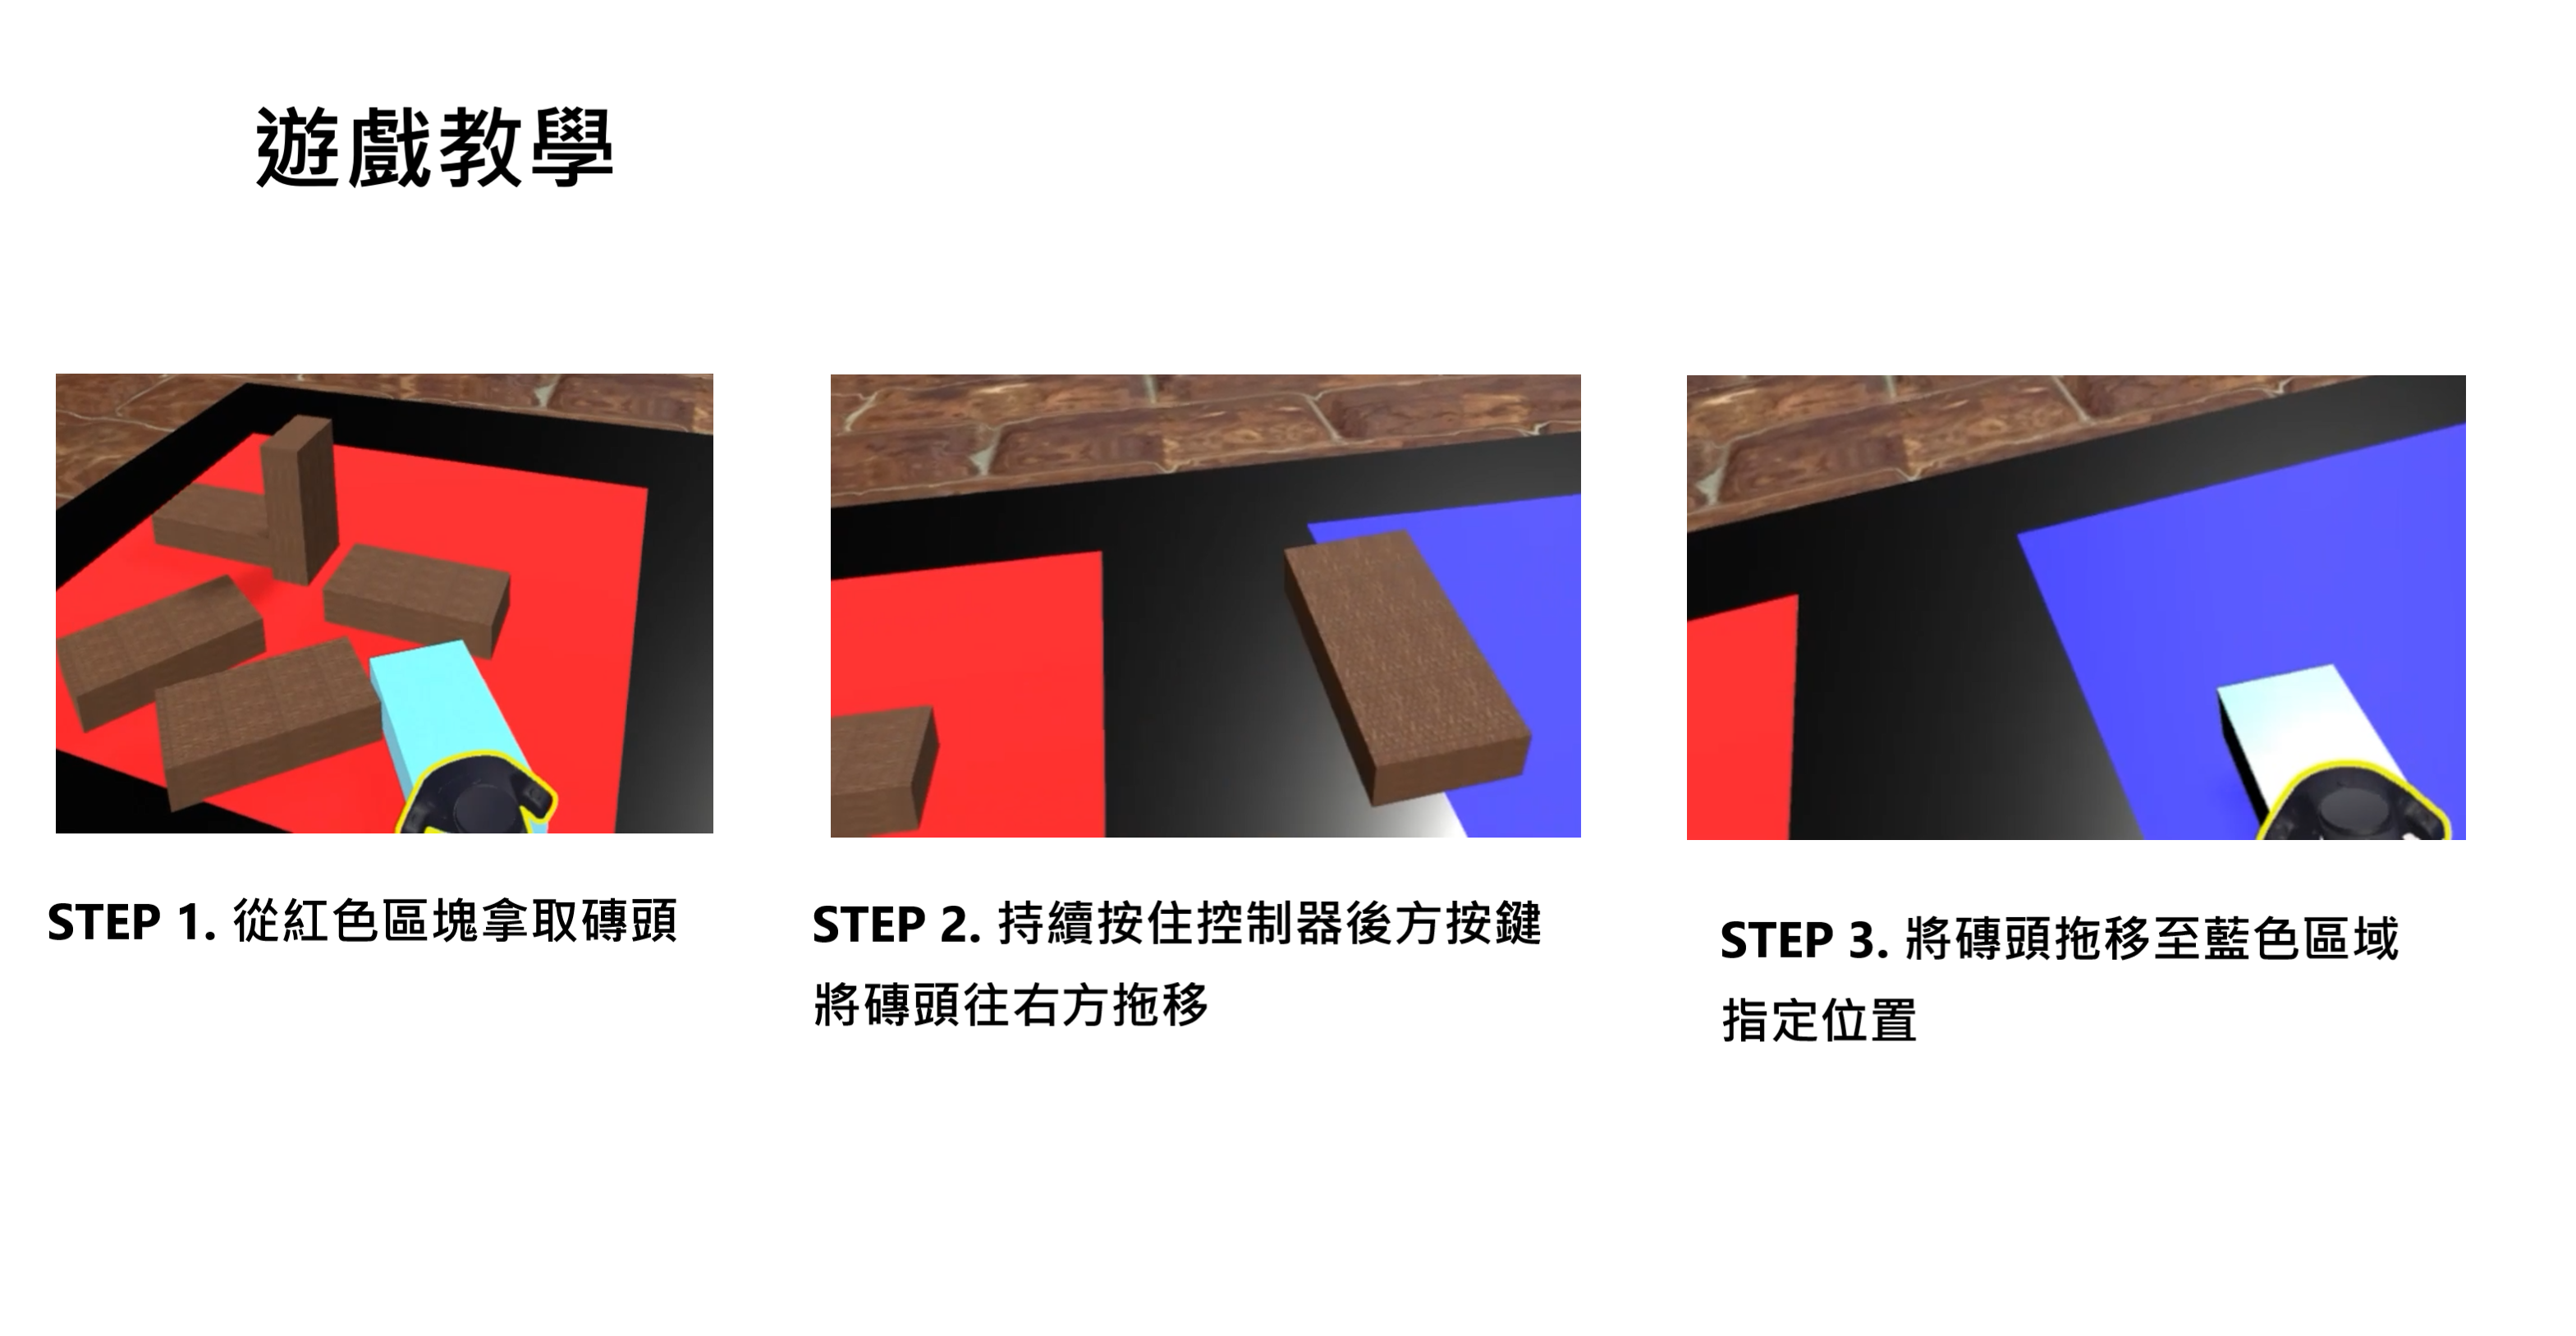 遊戲教學
STEP 1. 從紅色區塊拿取磚頭
STEP 2. 持續按住控制器後方按鍵
將磚頭往右方拖移
STEP 3. 將磚頭拖移至藍色區域
指定位置